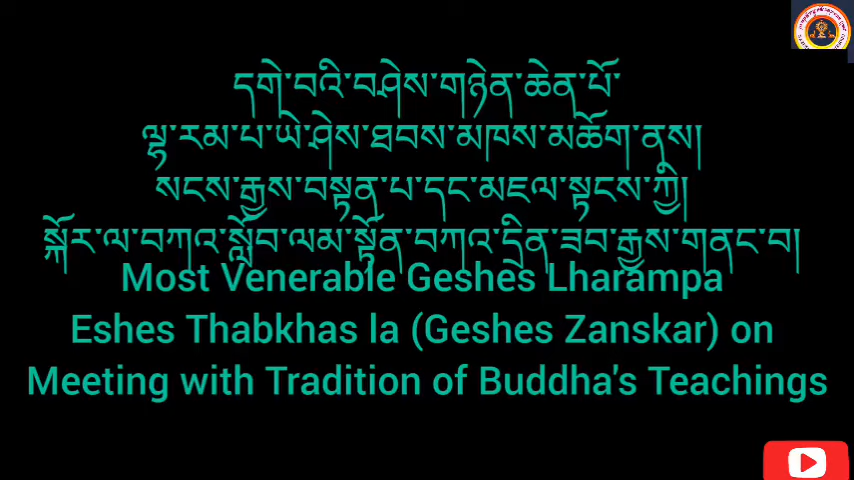 དགེ་བའི་བཤེས་གཉེན་ཆེན་པོ་
ལྷ་རམ་པ་ཡེ་ཤེས་ཐབས་མཁས་མཆོག་ནས།
སངས་རྒྱས་བསྟན་པ་དང་མཇལ་སྟངས་ཀྱི།
སྐོར་ལ་བཀའ་སློབ་ལམ་སྟོན་བཀའ་དྲིན་ཟབ་རྒྱས་གནང་བ།
Most Venerable Geshes Lharampa
Eshes Thabkhas la (Geshes Zanskar) on
Meeting with Tradition of Buddha's Teachings